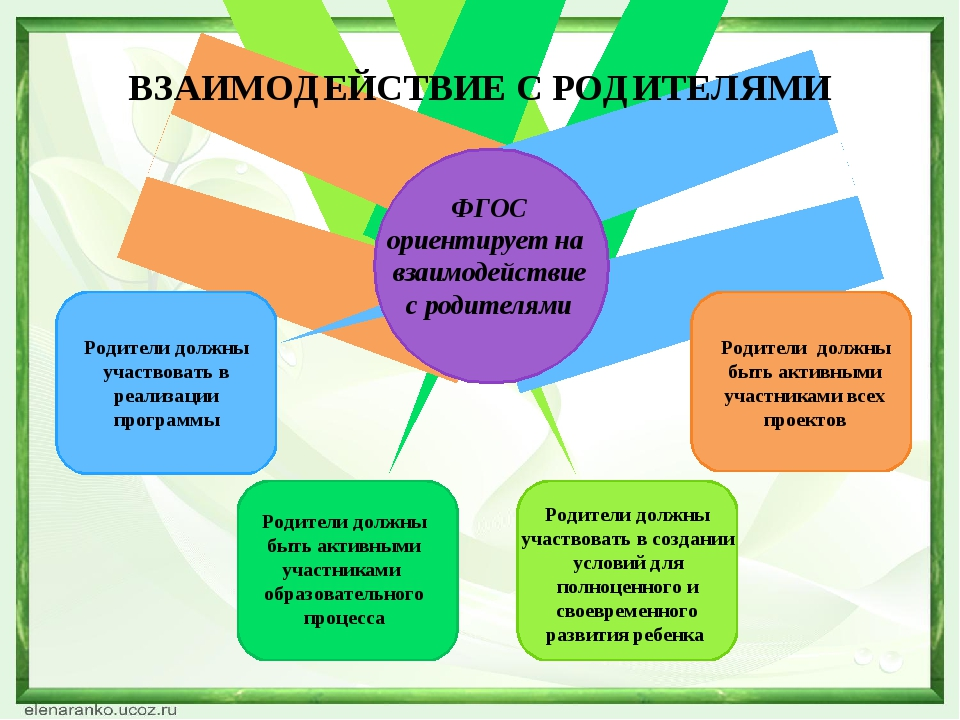 ВЗАИМОДЕЙСТВИЕ С РОДИТЕЛЯМИ
ФГОС
ориентирует на
взаимодействие
с родителями
Родители должны
участвовать в
реализации
программы
Родители должны
быть активными
участниками всех
проектов
Родители должны
быть активными
участниками
образовательного
процесса
Родители должны
участвовать в создании
условий для
полноценного и
своевременного
развития ребенка
elenaranko.ucoz.ru